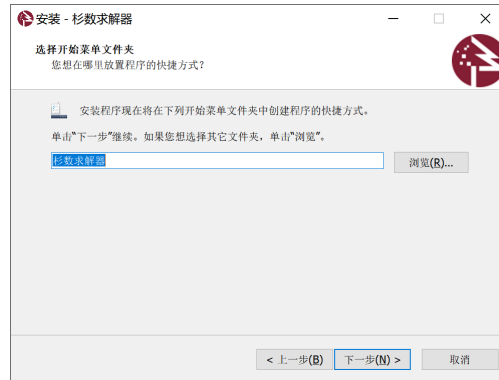 安装 - 杉数求解器
选择开始菜单文件夹
您想在哪里放置程序的快捷方式？
安装程序现在将在下列开始菜单文件夹中创建程序的快捷方式。
单击“下一步”继续。如果您想选择其它文件夹，单击“浏览”。
杉数求解器
浏览(R)...
< 上一步(B)
下一步(N) >
取消